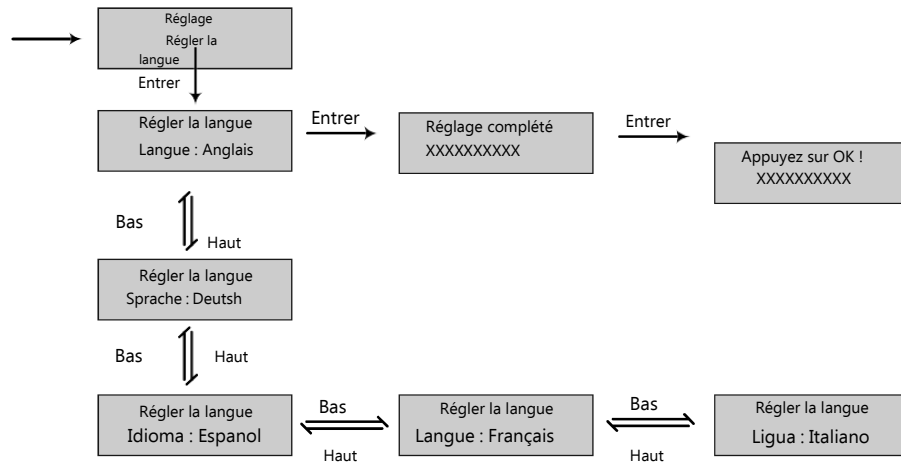 Réglage
Régler la
langue
Entrer
Régler la langue
Langue : Anglais
Entrer
Réglage complété
XXXXXXXXXX
Entrer
Appuyez sur OK !
XXXXXXXXXX
Bas
Haut
Régler la langue
Sprache : Deutsh
Bas
Haut
Régler la langue
Idioma : Espanol
Bas
Haut
Régler la langue
Langue : Français
Bas
Haut
Régler la langue
Ligua : Italiano